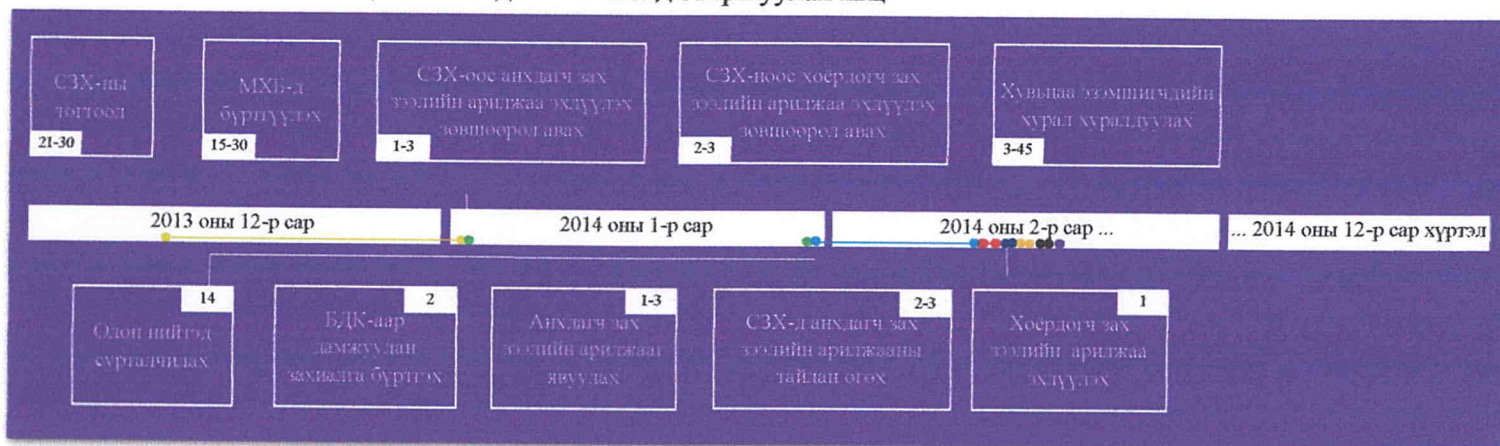 СЗХ-ны
тогтоол
21-30
МХБ-д
бүртгүүлэх
15-30
СЗХ-оос анхдагч зах
зээлийн арилжаа эхлүүлэх
зөвшөөрөл авах
1-3
СЗХ-ноос хоёрдогч зах
зээлийн арилжаа эхлүүлэх
зөвшөөрөл авах
2-3
Хувьцаа эзэмшигчдийн
хурал хуралдуулах
3-45
2013 оны 12-р сар
2014 оны 1-р сар
2014 оны 2-р сар ...
... 2014 оны 12-р сар хүртэл
14
Олон нийтэд
сурталчилах
2
БДК-аар
дамжуулан
захиалга бүртгэх
1-3
Анхдагч зах
зээлийн арилжааг
явуулах
2-3
СЗХ-д анхдагч зах
зээлийн арилжааны
тайлан өгөх
1
Хоёрдогч зах
зээлийн арилжаа
эхлүүлэх